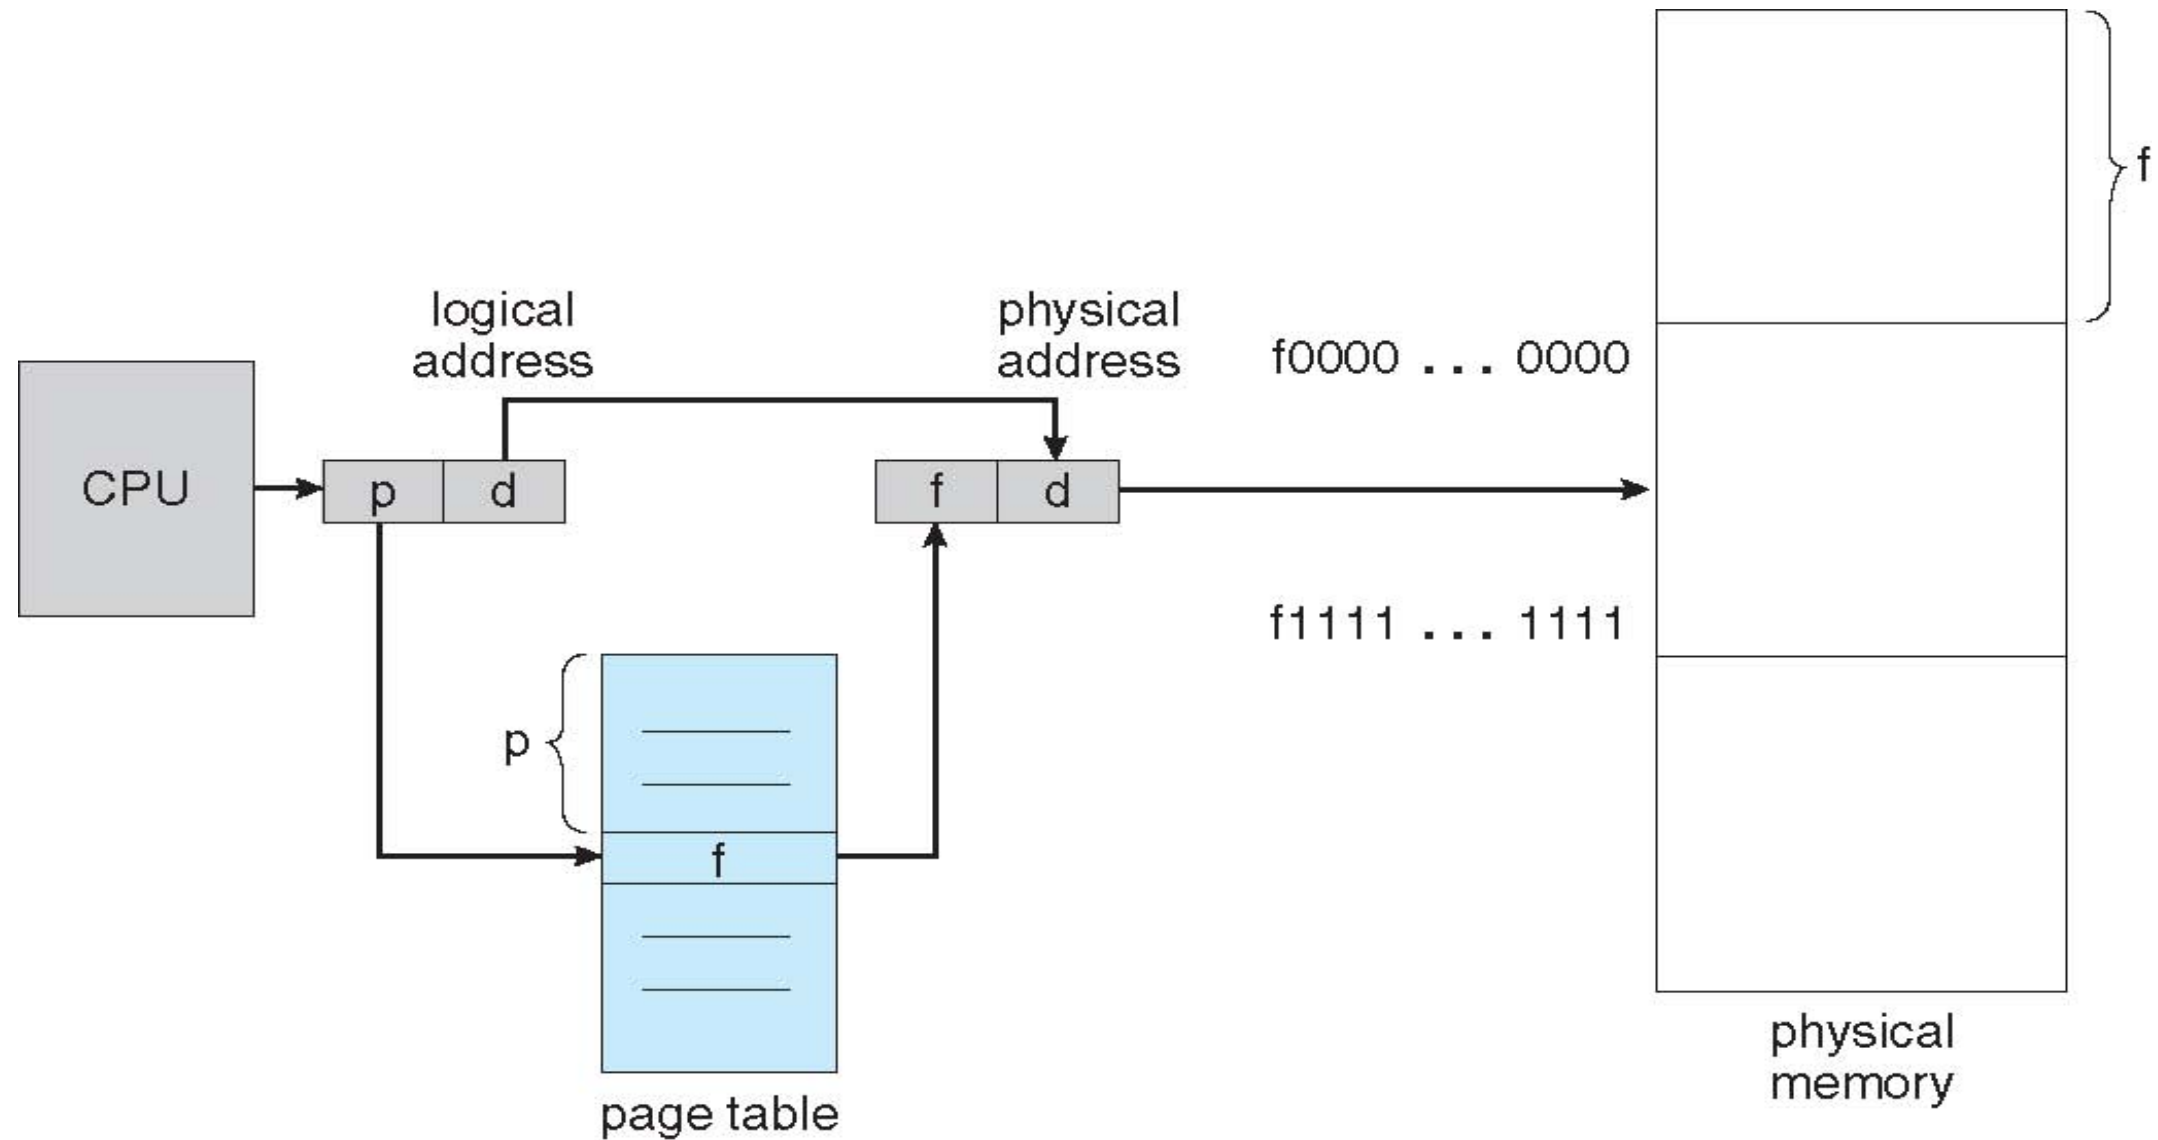 f
logical
address
physical
address
f0000 ... 0000
CPU
p
d
f
d
f1111 ... 1111
p
f
physical
memory
page table